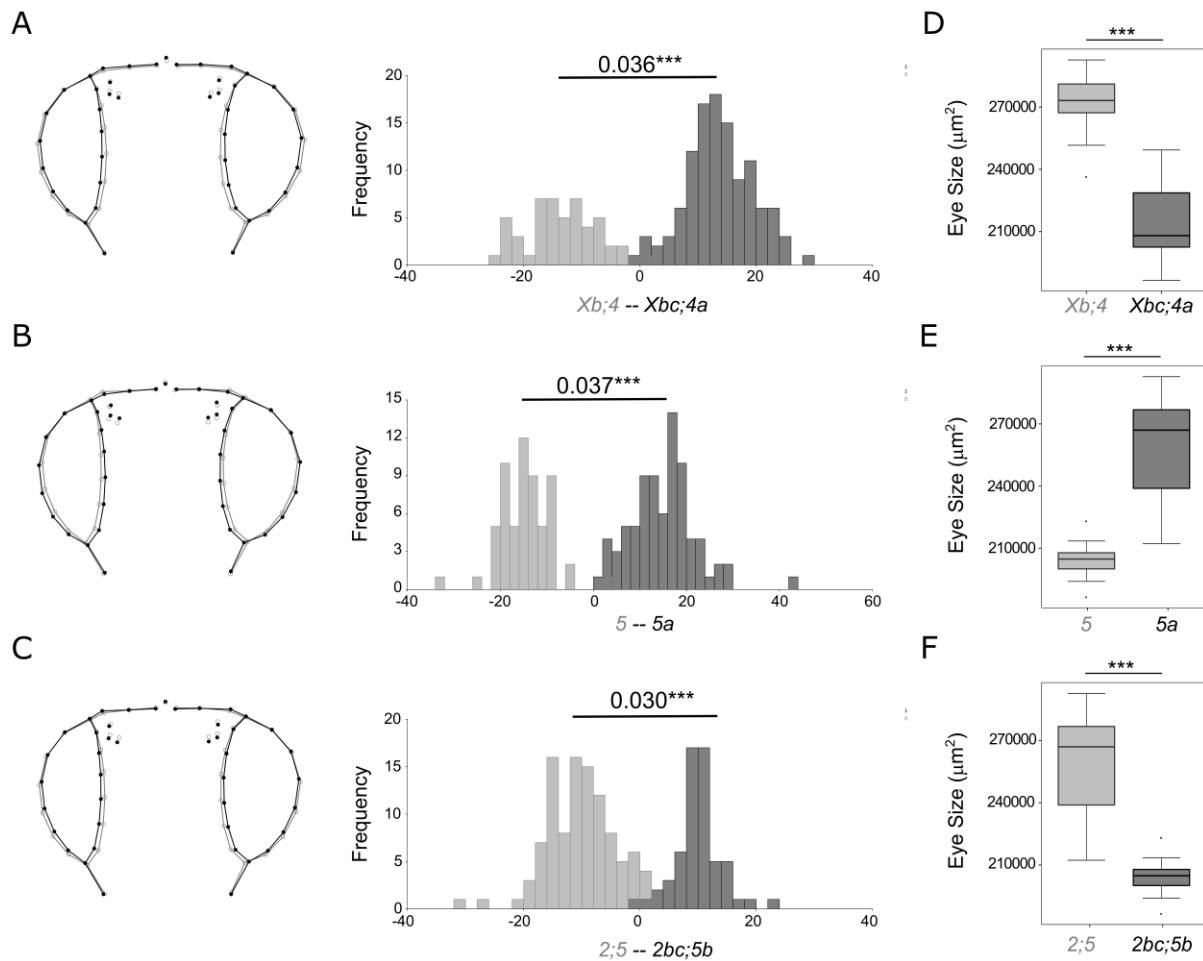 A
0.036***
Frequency
20
15
10
5
0
-40
-20
0
20
40
Xb;4 -- Xbc;4a
D
***
Eye Size (μm²)
270000
240000
210000
Xb;4
Xbc;4a
B
0.037***
Frequency
15
12
9
6
3
0
-40
-20
0
20
40
60
5 -- 5a
E
***
Eye Size (μm²)
270000
240000
210000
5
5a
C
0.030***
Frequency
20
15
10
5
0
-40
-20
0
20
40
2;5 -- 2bc;5b
F
***
Eye Size (μm²)
270000
240000
210000
2;5
2bc;5b